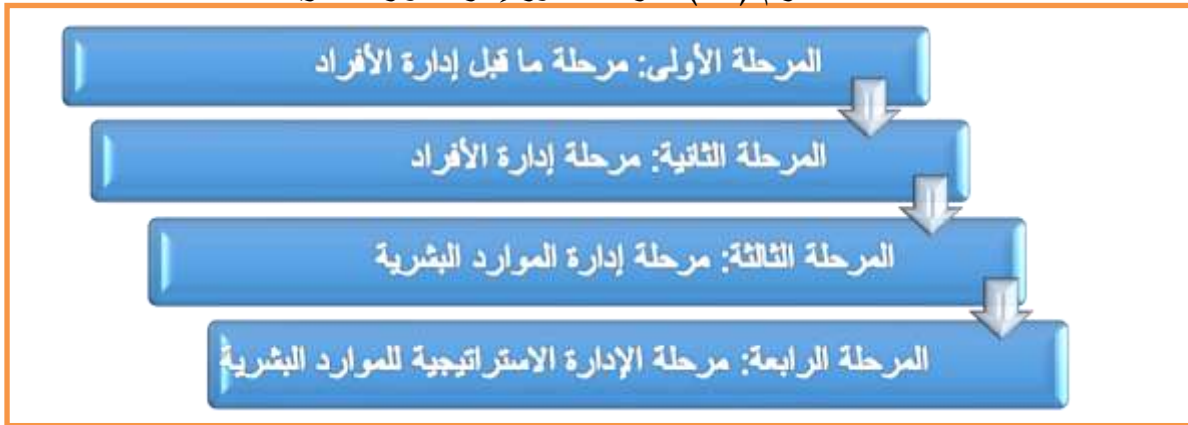 المرحلة الأولى: مرحلة ما قبل إدارة الأفراد
المرحلة الثانية: مرحلة إدارة الأفراد
المرحلة الثالثة: مرحلة إدارة الموارد البشرية
المرحلة الرابعة: مرحلة الإدارة الاستراتيجية للموارد البشرية